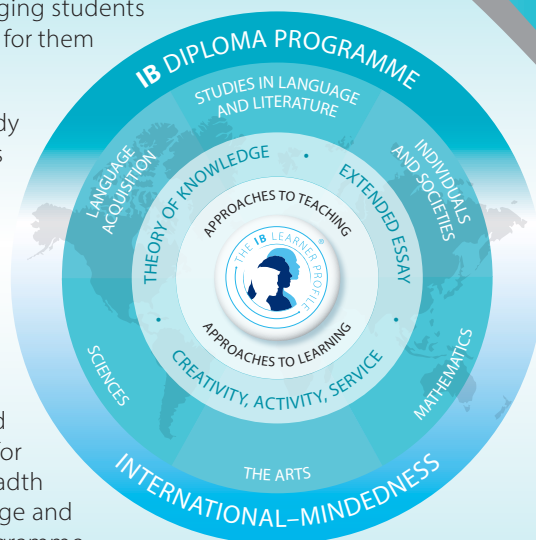 ging students
for them
IB DIPLOMA PROGRAMME
STUDIES IN LANGUAGE
AND LITERATURE
LANGUAGE
ACQUISITION
INDIVIDUALS
AND SOCIETIES
THEORY OF KNOWLEDGE •
EXTENDED ESSAY
APPROACHES TO TEACHING
THE IB LEARNER PROFILE®
APPROACHES TO LEARNING
• CREATIVITY, ACTIVITY, SERVICE •
SCIENCES
MATHEMATICS
THE ARTS
INTERNATIONAL–MINDEDNESS
dy
s
d
for
adth
ge and